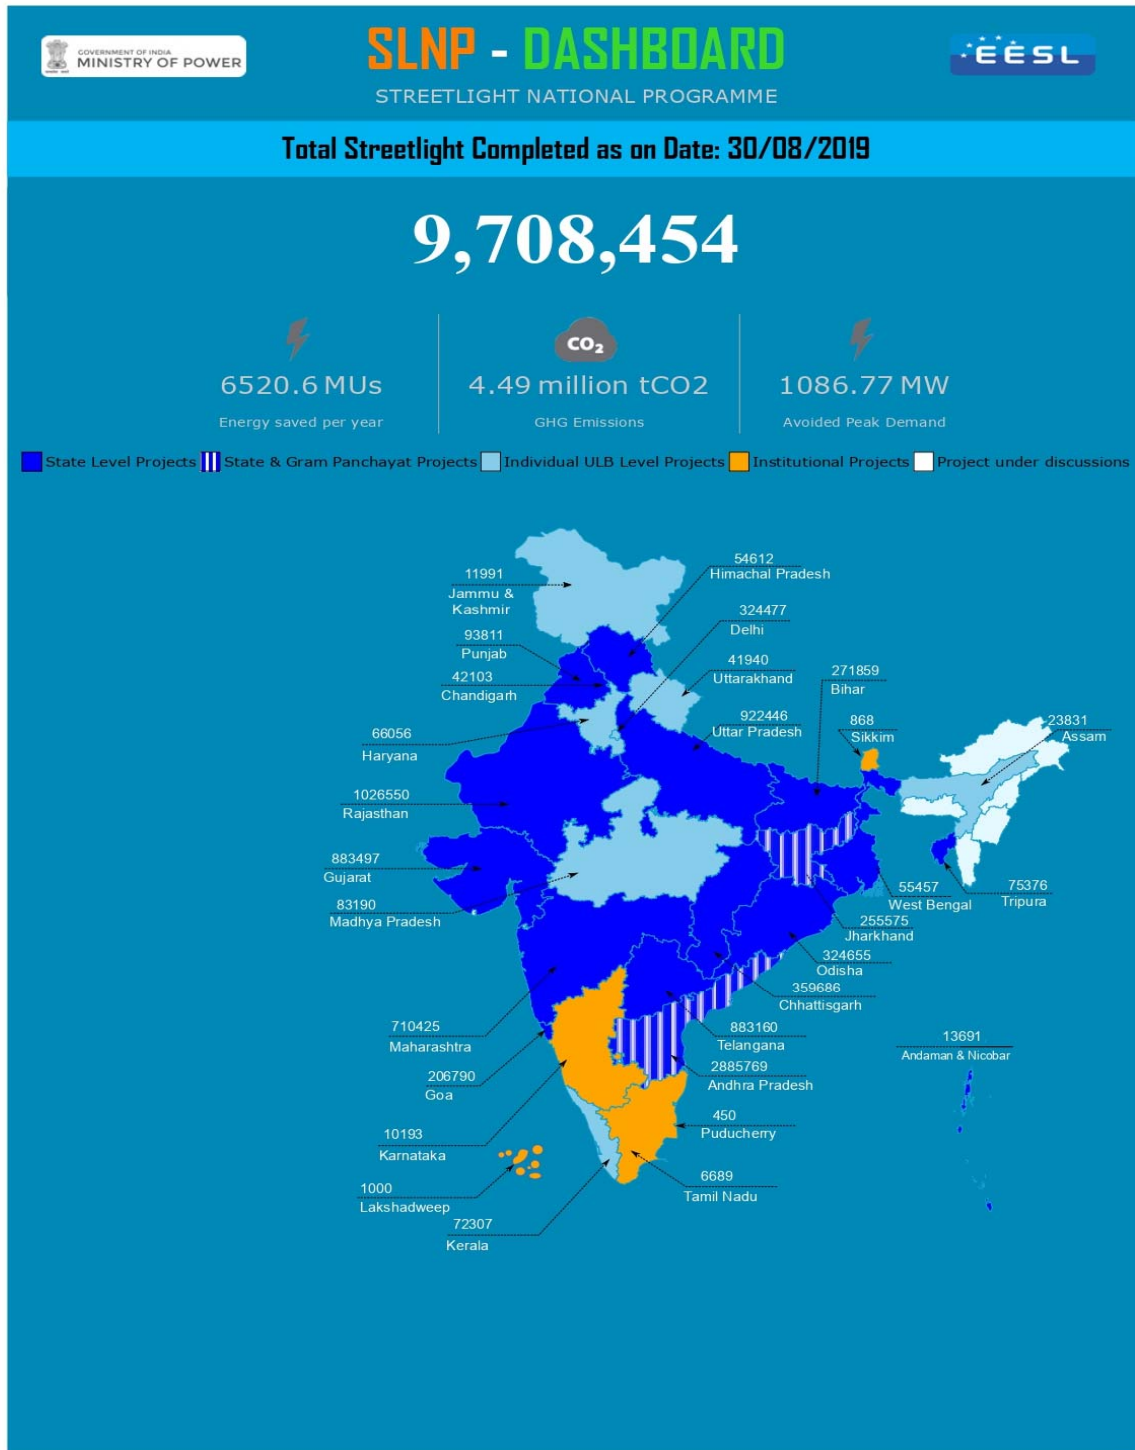 GOVERNMENT OF INDIA
MINISTRY OF POWER
SLNP - DASHBOARD
STREETLIGHT NATIONAL PROGRAMME
EESL
Total Streetlight Completed as on Date: 30/08/2019
9,708,454
CO2
6520.6 MUs
Energy saved per year
4.49 million tCO2
GHG Emissions
1086.77 MW
Avoided Peak Demand
State Level Projects State & Gram Panchayat Projects Individual ULB Level Projects Institutional Projects Project under discussions
54612
Himachal Pradesh
11991
Jammu &
Kashmir
324477
Delhi
93811
Punjab
41940
Uttarakhand
271859
Bihar
42103
Chandigarh
922446
Uttar Pradesh
868
Sikkim
23831
Assam
66056
Haryana
1026550
Rajasthan
883497
Gujarat
83190
Madhya Pradesh
55457
West Bengal
75376
Tripura
255575
Jharkhand
324655
Odisha
359686
Chhattisgarh
710425
Maharashtra
883160
Telangana
13691
Andaman & Nicobar
206790
Goa
2885769
Andhra Pradesh
450
Puducherry
10193
Karnataka
6689
Tamil Nadu
1000
Lakshadweep
72307
Kerala